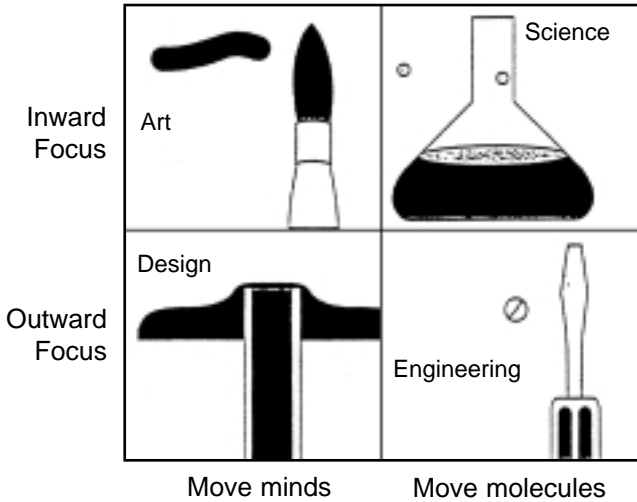 Science
Inward
Focus
Art
Design
Outward
Focus
Engineering
Move minds
Move molecules